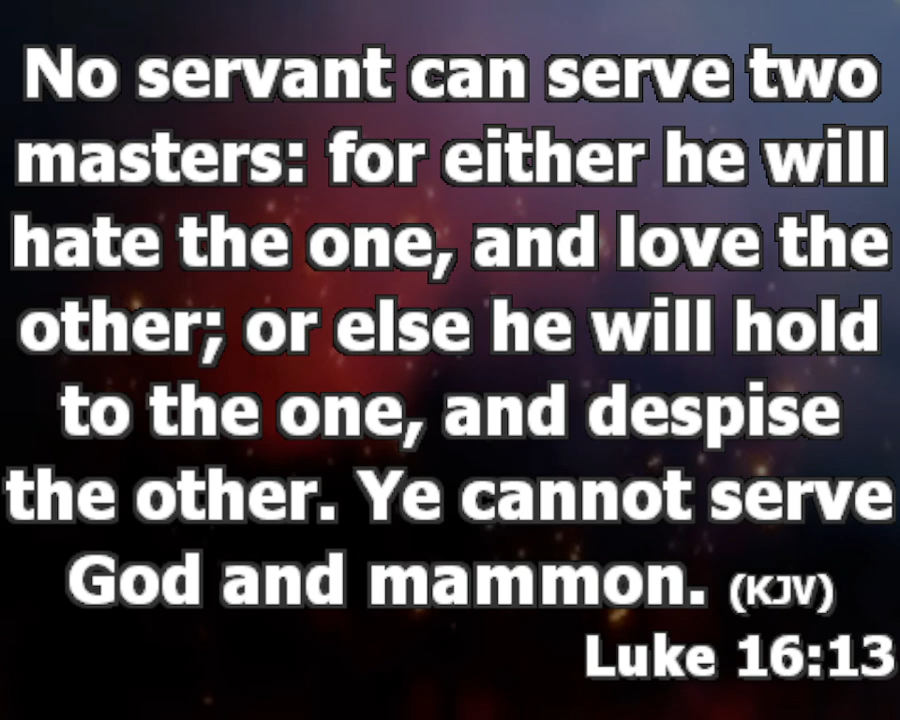 No servant can serve two
masters: for either he will
hate the one, and love the
other; or else he will hold
to the one, and despise
the other. Ye cannot serve
God and mammon. (KJV)
Luke 16:13